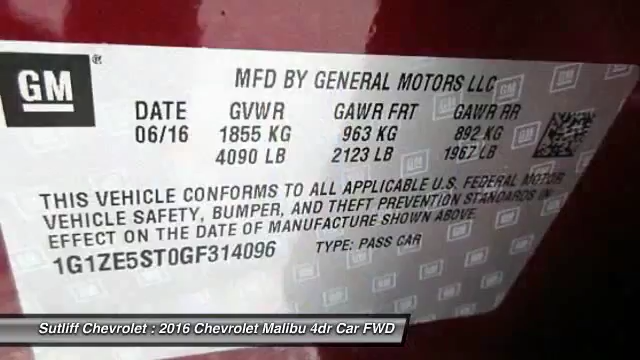 GM®
MFD BY GENERAL MOTORS LLC
DATE GVWR GAWR FRT GAWR RR
06/16 1855 KG 963 KG 892 KG
4090 LB 2123 LB 1967 LB
THIS VEHICLE CONFORMS TO ALL APPLICABLE U.S. FEDERAL MOTOR
VEHICLE SAFETY, BUMPER, AND THEFT PREVENTION STANDARDS IN
EFFECT ON THE DATE OF MANUFACTURE SHOWN ABOVE.
1G1ZE5ST0GF314096 TYPE: PASS CAR
Sutliff Chevrolet : 2016 Chevrolet Malibu 4dr Car FWD